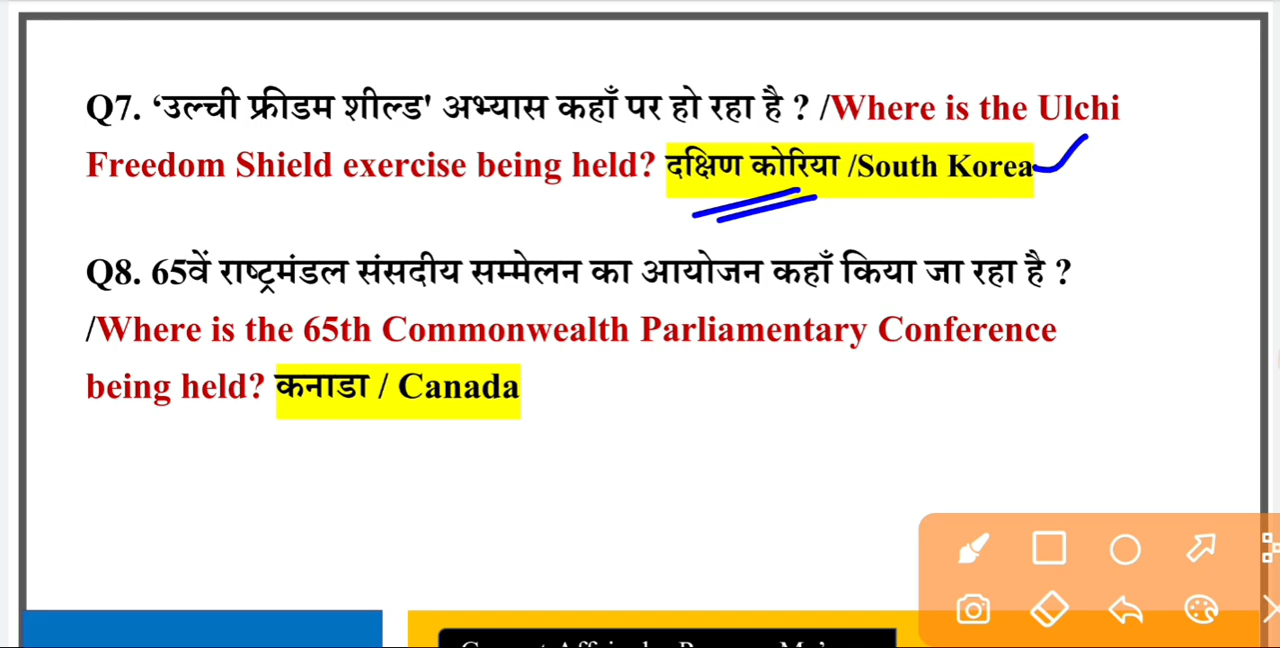 Q7. ‘उल्ची फ्रीडम शील्ड' अभ्यास कहाँ पर हो रहा है ? /Where is the Ulchi
Freedom Shield exercise being held? दक्षिण कोरिया /South Korea
Q8. 65वें राष्ट्रमंडल संसदीय सम्मेलन का आयोजन कहाँ किया जा रहा है ?
/Where is the 65th Commonwealth Parliamentary Conference
being held? कनाडा / Canada